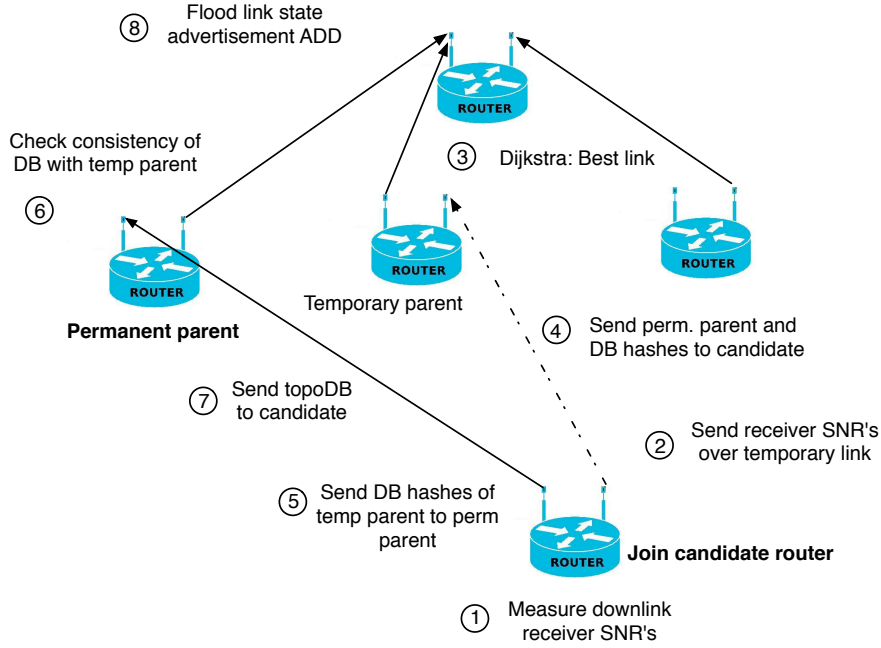 8 Flood link state
advertisement ADD
ROUTER
Check consistency of
DB with temp parent
6
3 Dijkstra: Best link
ROUTER
ROUTER
ROUTER
Permanent parent
Temporary parent
4 Send perm. parent and
DB hashes to candidate
7 Send topoDB
to candidate
2 Send receiver SNR's
over temporary link
5 Send DB hashes of
temp parent to perm
parent
ROUTER
Join candidate router
1 Measure downlink
receiver SNR's